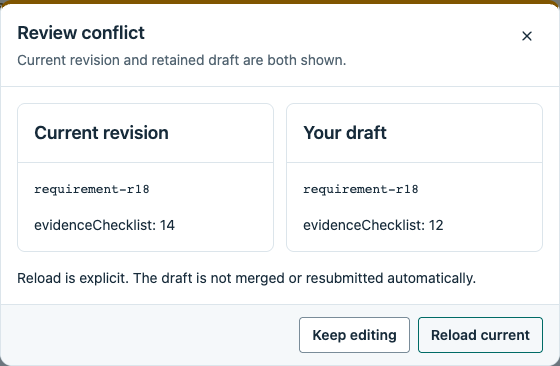 Review conflict
Current revision and retained draft are both shown.
Current revision
requirement-r18
evidenceChecklist: 14
Your draft
requirement-r18
evidenceChecklist: 12
Reload is explicit. The draft is not merged or resubmitted automatically.
Keep editing
Reload current